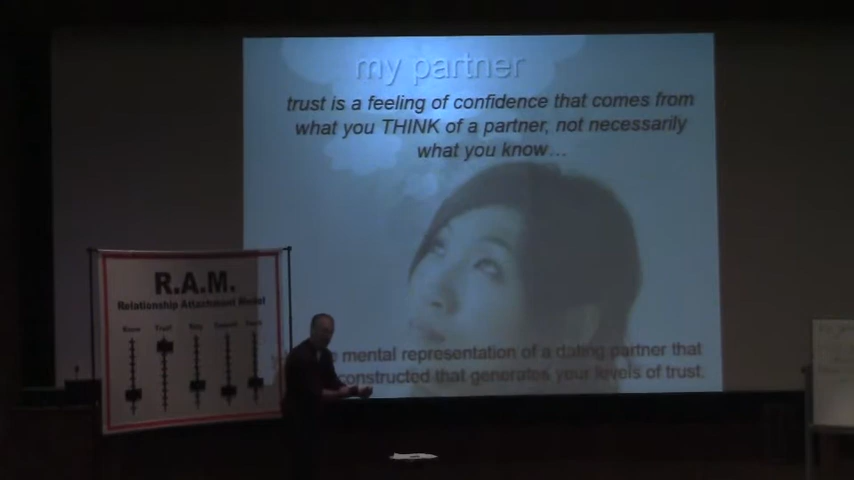 my partner
trust is a feeling of confidence that comes from
what you THINK of a partner, not necessarily
what you know...
mental representation of a dating partner that
constructed that generates your levels of trust.
R.A.M.
Relationship Attachment Model
Know Trust Rely Commit Touch